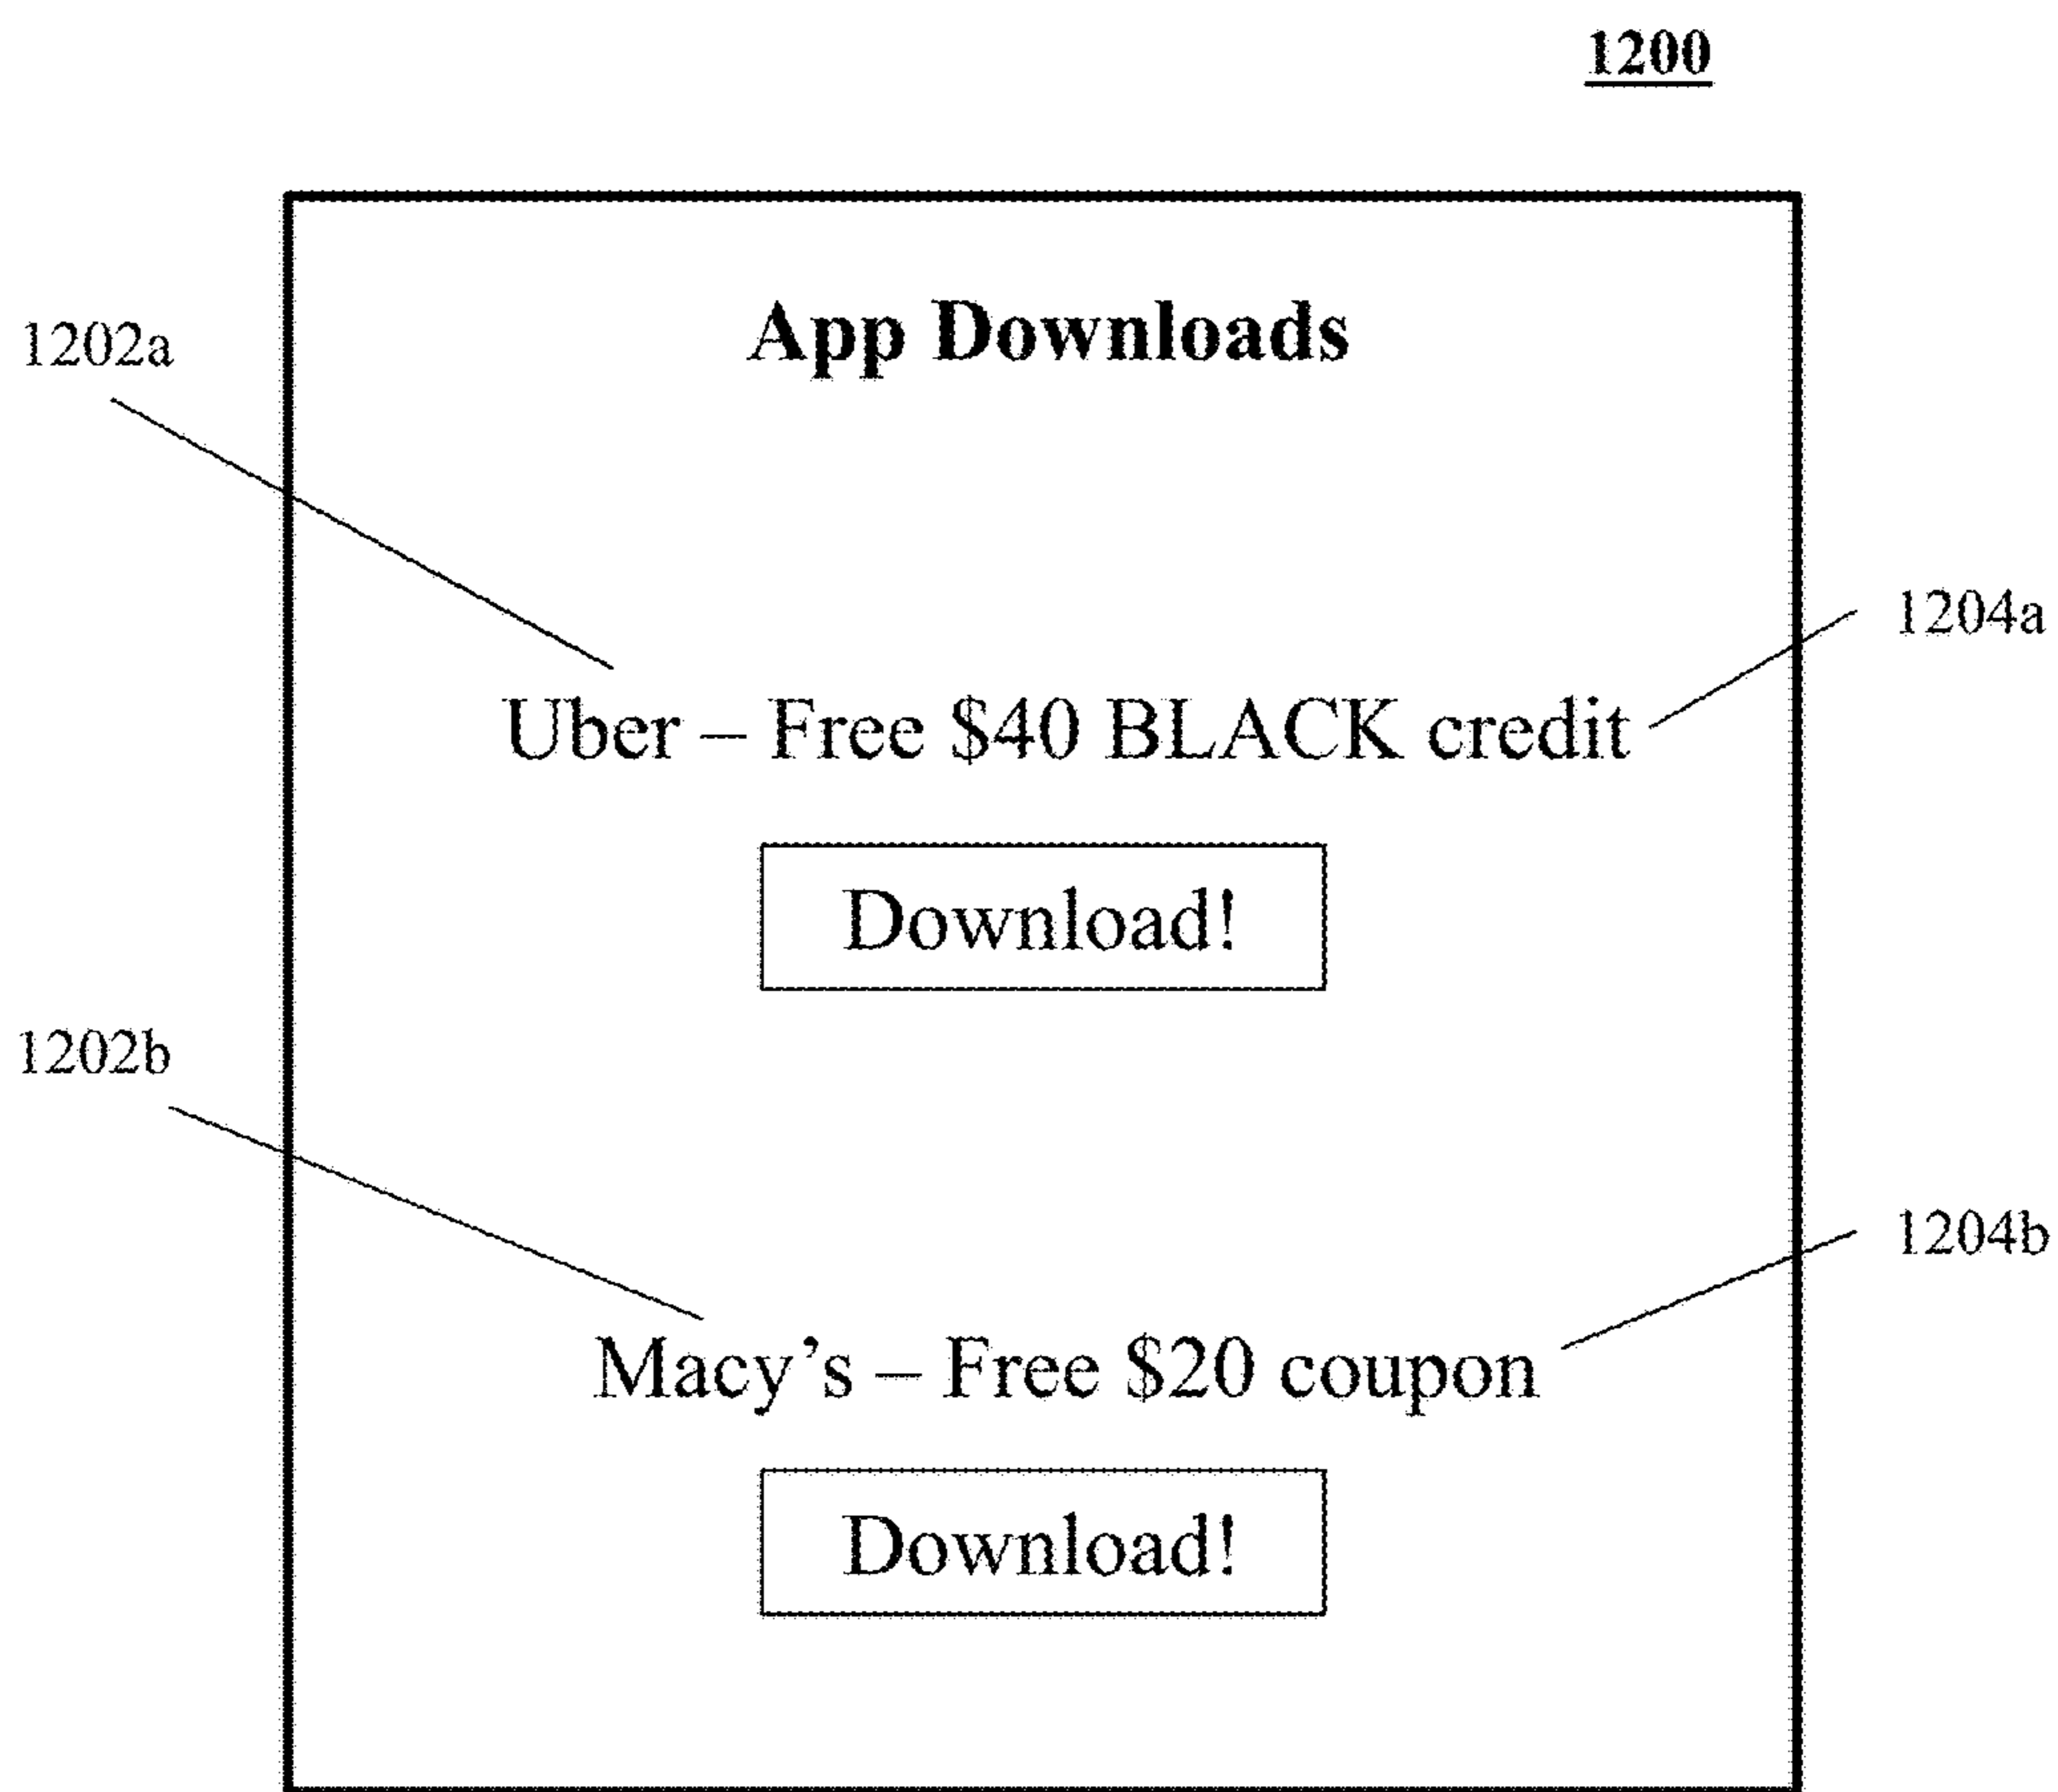 1200
App Downloads
1202a
1204a
Uber – Free $40 BLACK credit
Download!
1202b
1204b
Macy’s – Free $20 coupon
Download!